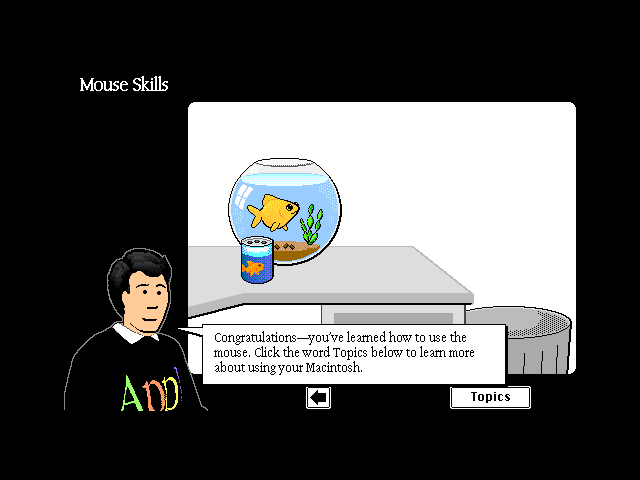 Mouse Skills
Congratulations—you've learned how to use the
mouse. Click the word Topics below to learn more
about using your Macintosh.
Appl
Topics